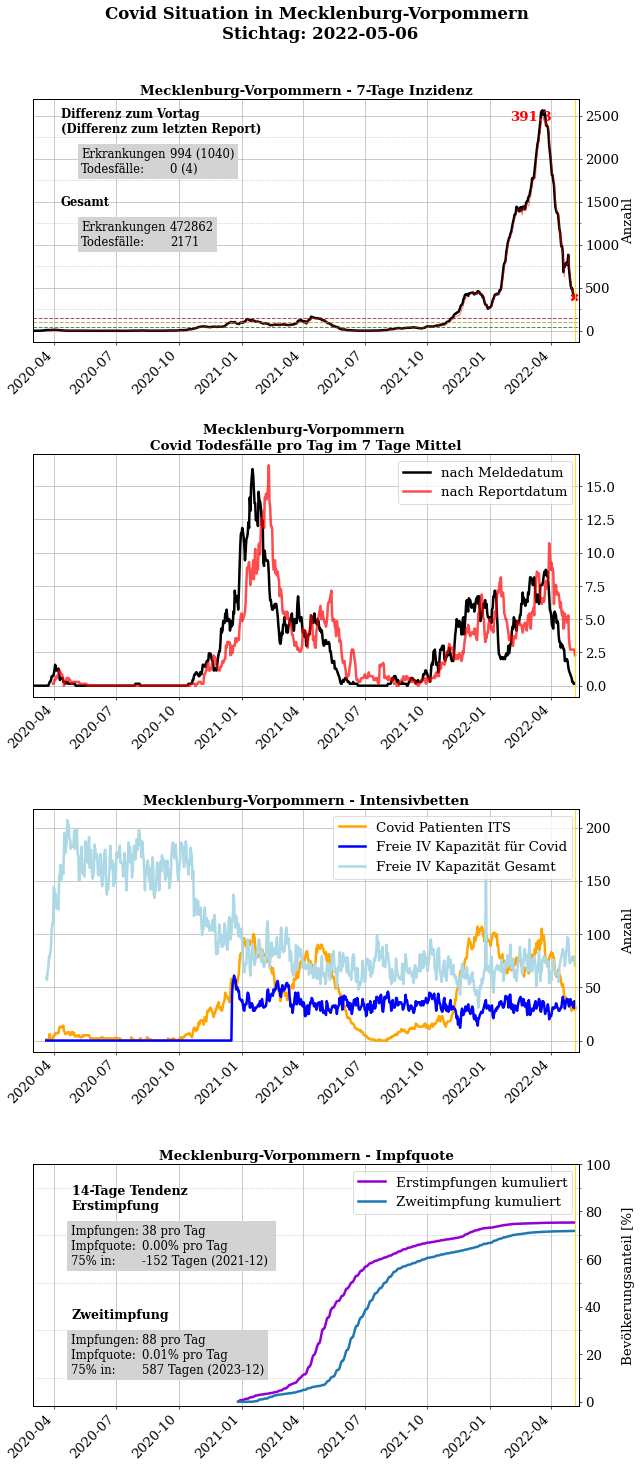 Covid Situation in Mecklenburg-Vorpommern
Stichtag: 2022-05-06
Mecklenburg-Vorpommern - 7-Tage Inzidenz
Differenz zum Vortag
(Differenz zum letzten Report)
Erkrankungen 994 (1040)
Todesfälle: 0 (4)
Gesamt
Erkrankungen 472862
Todesfälle: 2171
2500
2000
1500
1000
500
0
Anzahl
2020-04
2020-07
2020-10
2021-01
2021-04
2021-07
2021-10
2022-01
2022-04
Mecklenburg-Vorpommern
Covid Todesfälle pro Tag im 7 Tage Mittel
nach Meldedatum
nach Reportdatum
15.0
12.5
10.0
7.5
5.0
2.5
0.0
2020-04
2020-07
2020-10
2021-01
2021-04
2021-07
2021-10
2022-01
2022-04
Mecklenburg-Vorpommern - Intensivbetten
Covid Patienten ITS
Freie IV Kapazität für Covid
Freie IV Kapazität Gesamt
200
150
100
50
0
Anzahl
2020-04
2020-07
2020-10
2021-01
2021-04
2021-07
2021-10
2022-01
2022-04
Mecklenburg-Vorpommern - Impfquote
14-Tage Tendenz
Erstimpfung
Impfungen: 38 pro Tag
Impfquote: 0.00% pro Tag
75% in: -152 Tagen (2021-12)
Zweitimpfung
Impfungen: 88 pro Tag
Impfquote: 0.01% pro Tag
75% in: 587 Tagen (2023-12)
Erstimpfungen kumuliert
Zweitimpfung kumuliert
100
80
60
40
20
0
Bevölkerungsanteil [%]
2020-04
2020-07
2020-10
2021-01
2021-04
2021-07
2021-10
2022-01
2022-04